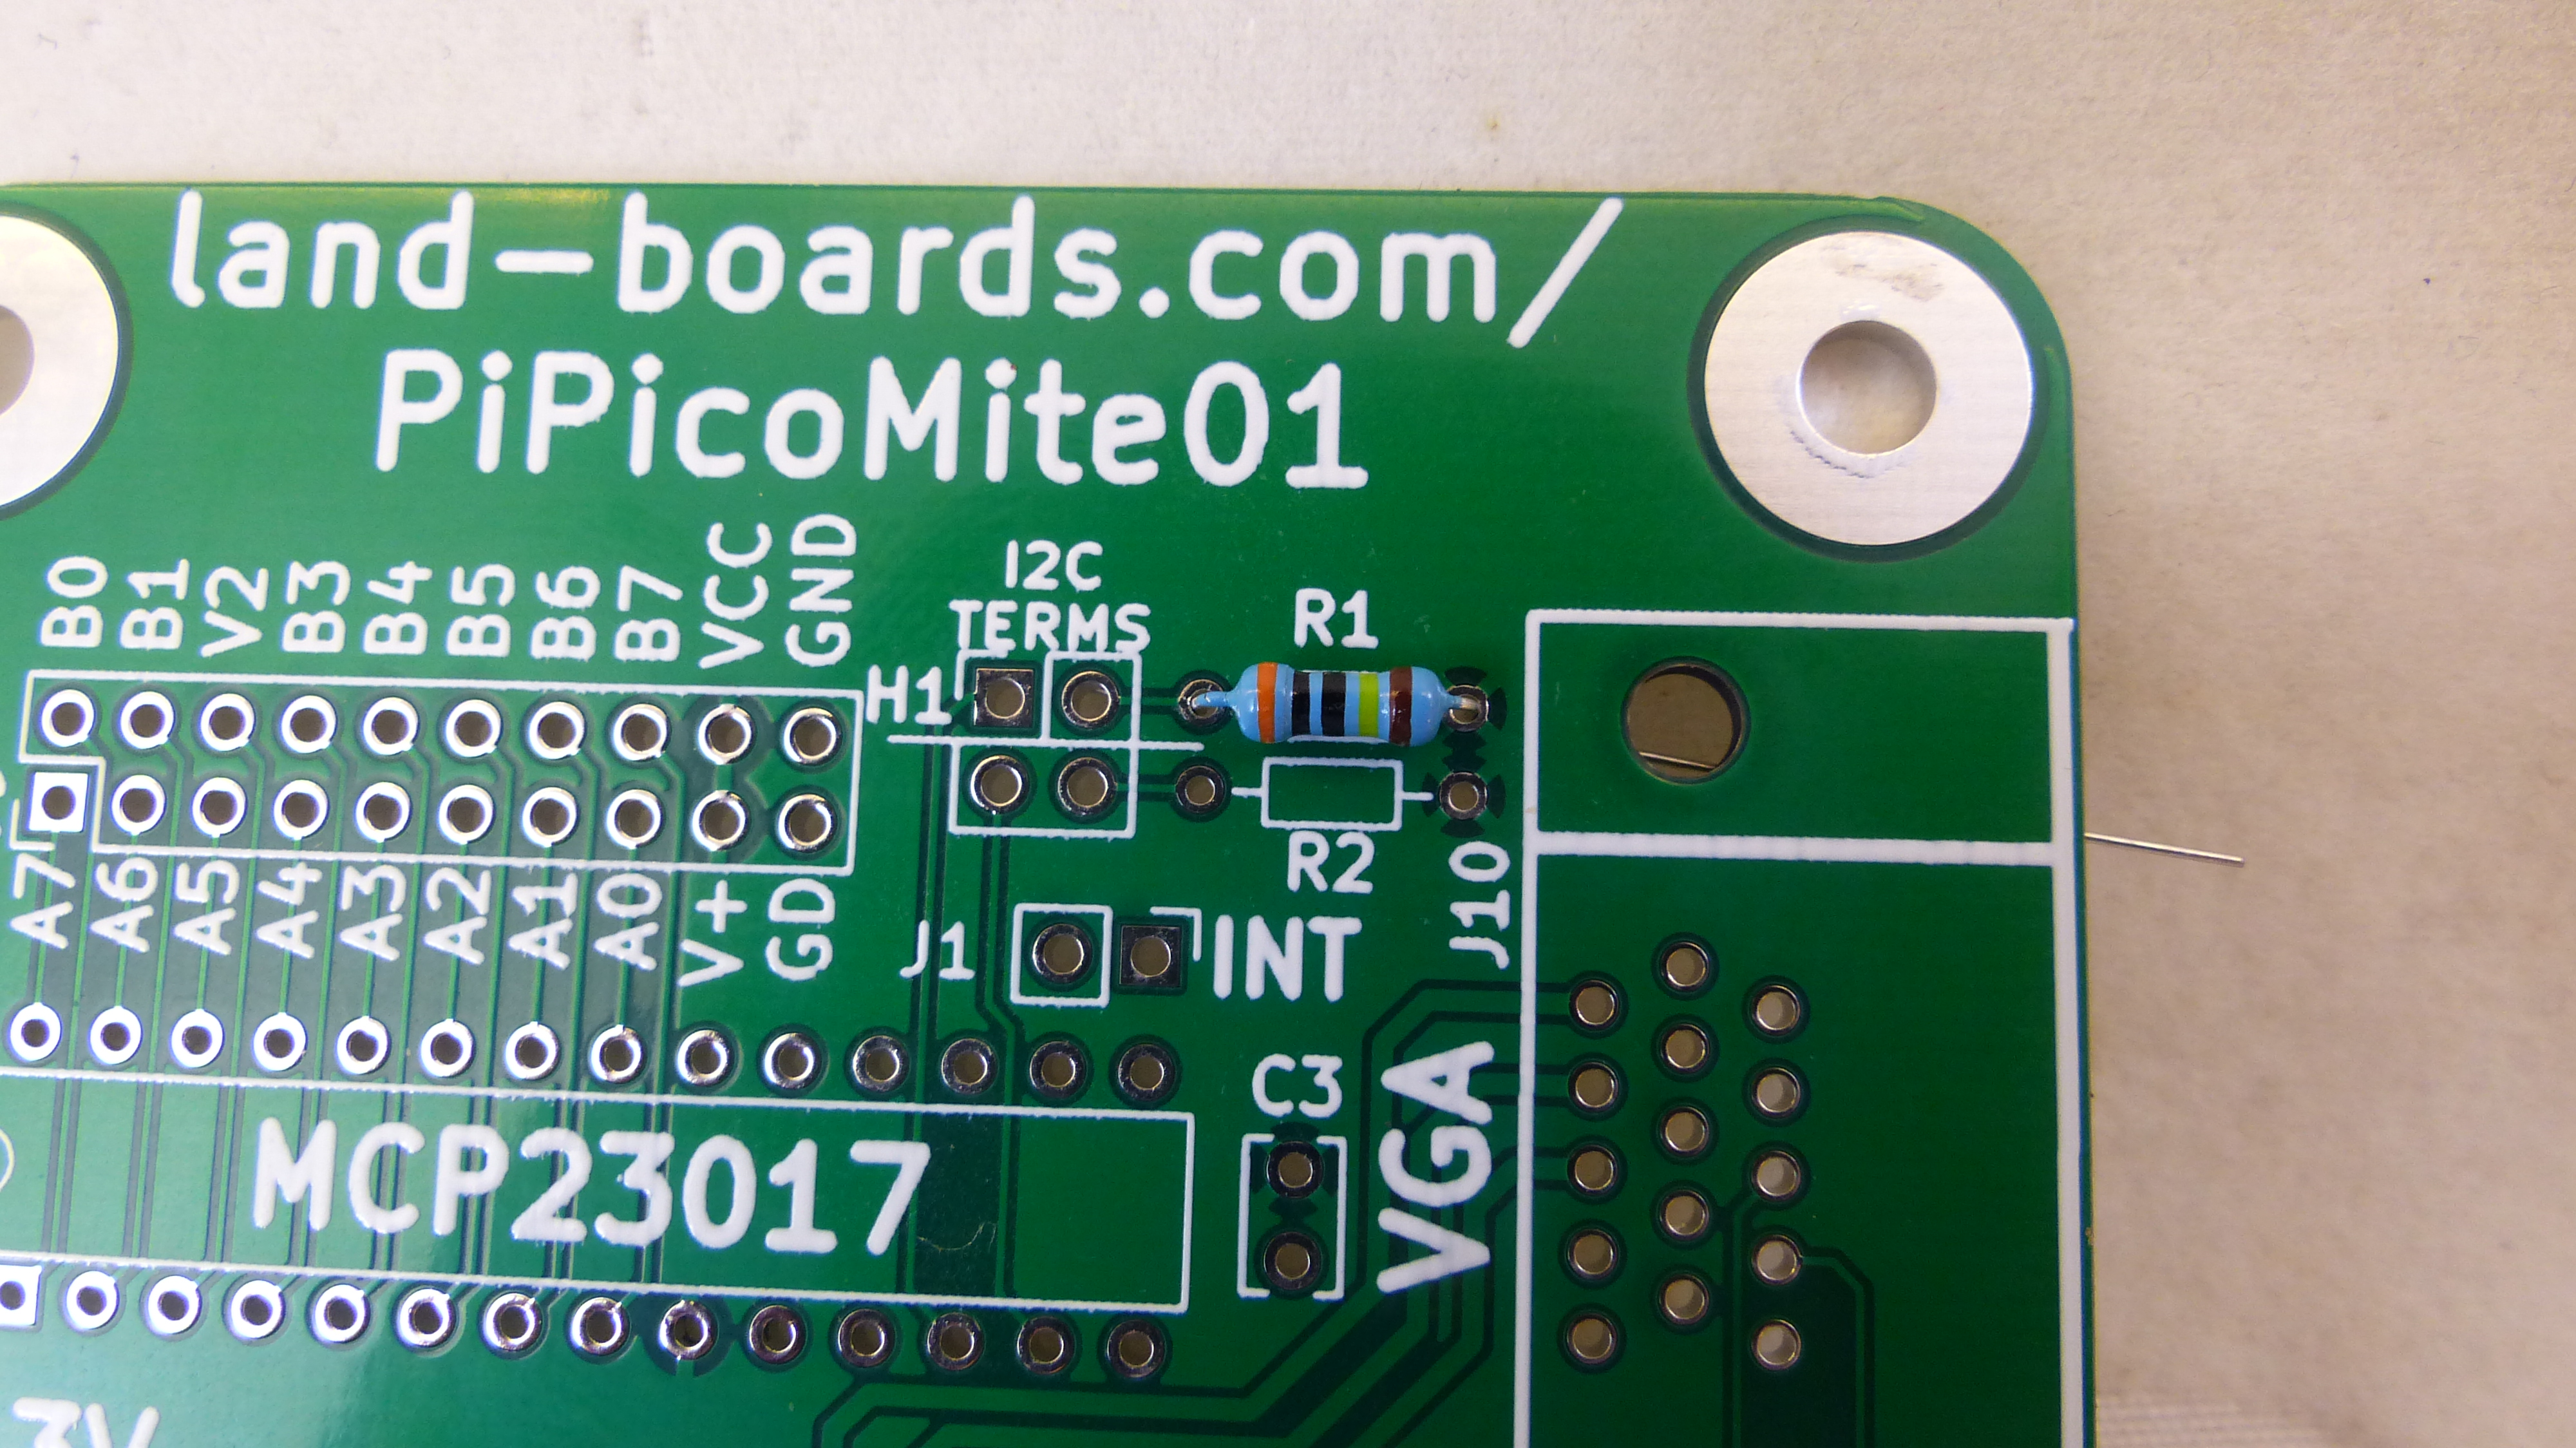 land-boards.com/
PiPicoMite01
B0 B1 V2 B3 B4 B5 B6 B7 VCC GND
I2C
TERMS
R1
H1
R2
A7 A6 A5 A4 A3 A2 A1 A0 V+ GD
J1
INT
J10
C3
VGA
MCP23017
3V